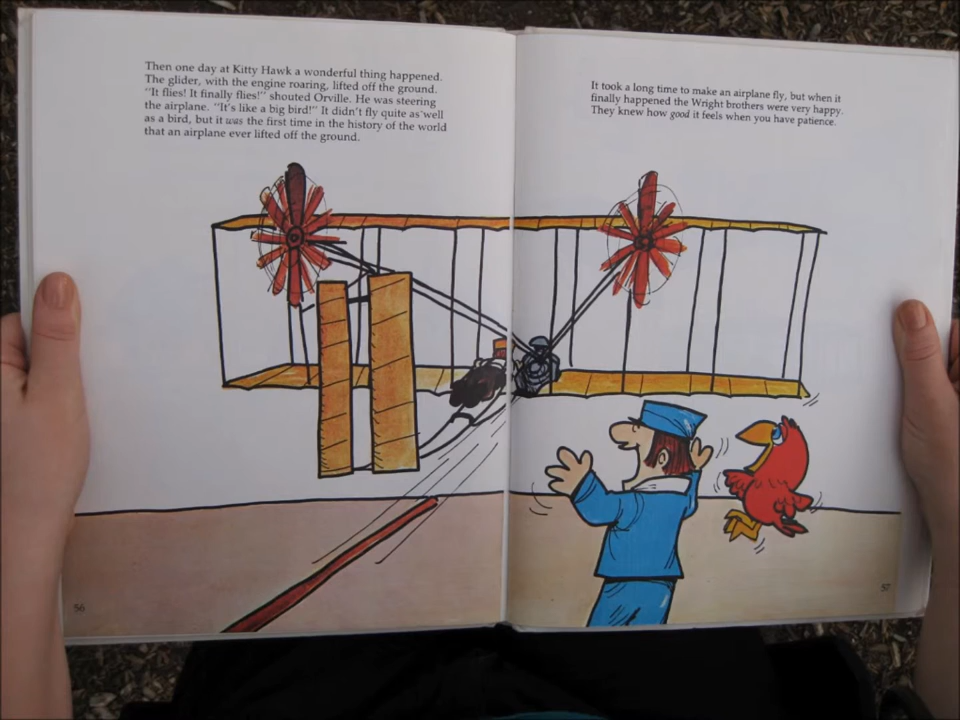 Then one day at Kitty Hawk a wonderful thing happened.
The glider, with the engine roaring, lifted off the ground.
"It flies! It finally flies!" shouted Orville. He was steering
the airplane. "It's like a big bird!" It didn't fly quite as well
as a bird, but it was the first time in the history of the world
that an airplane ever lifted off the ground.
It took a long time to make an airplane fly, but when it
finally happened the Wright brothers were very happy.
They knew how good it feels when you have patience.
56
57